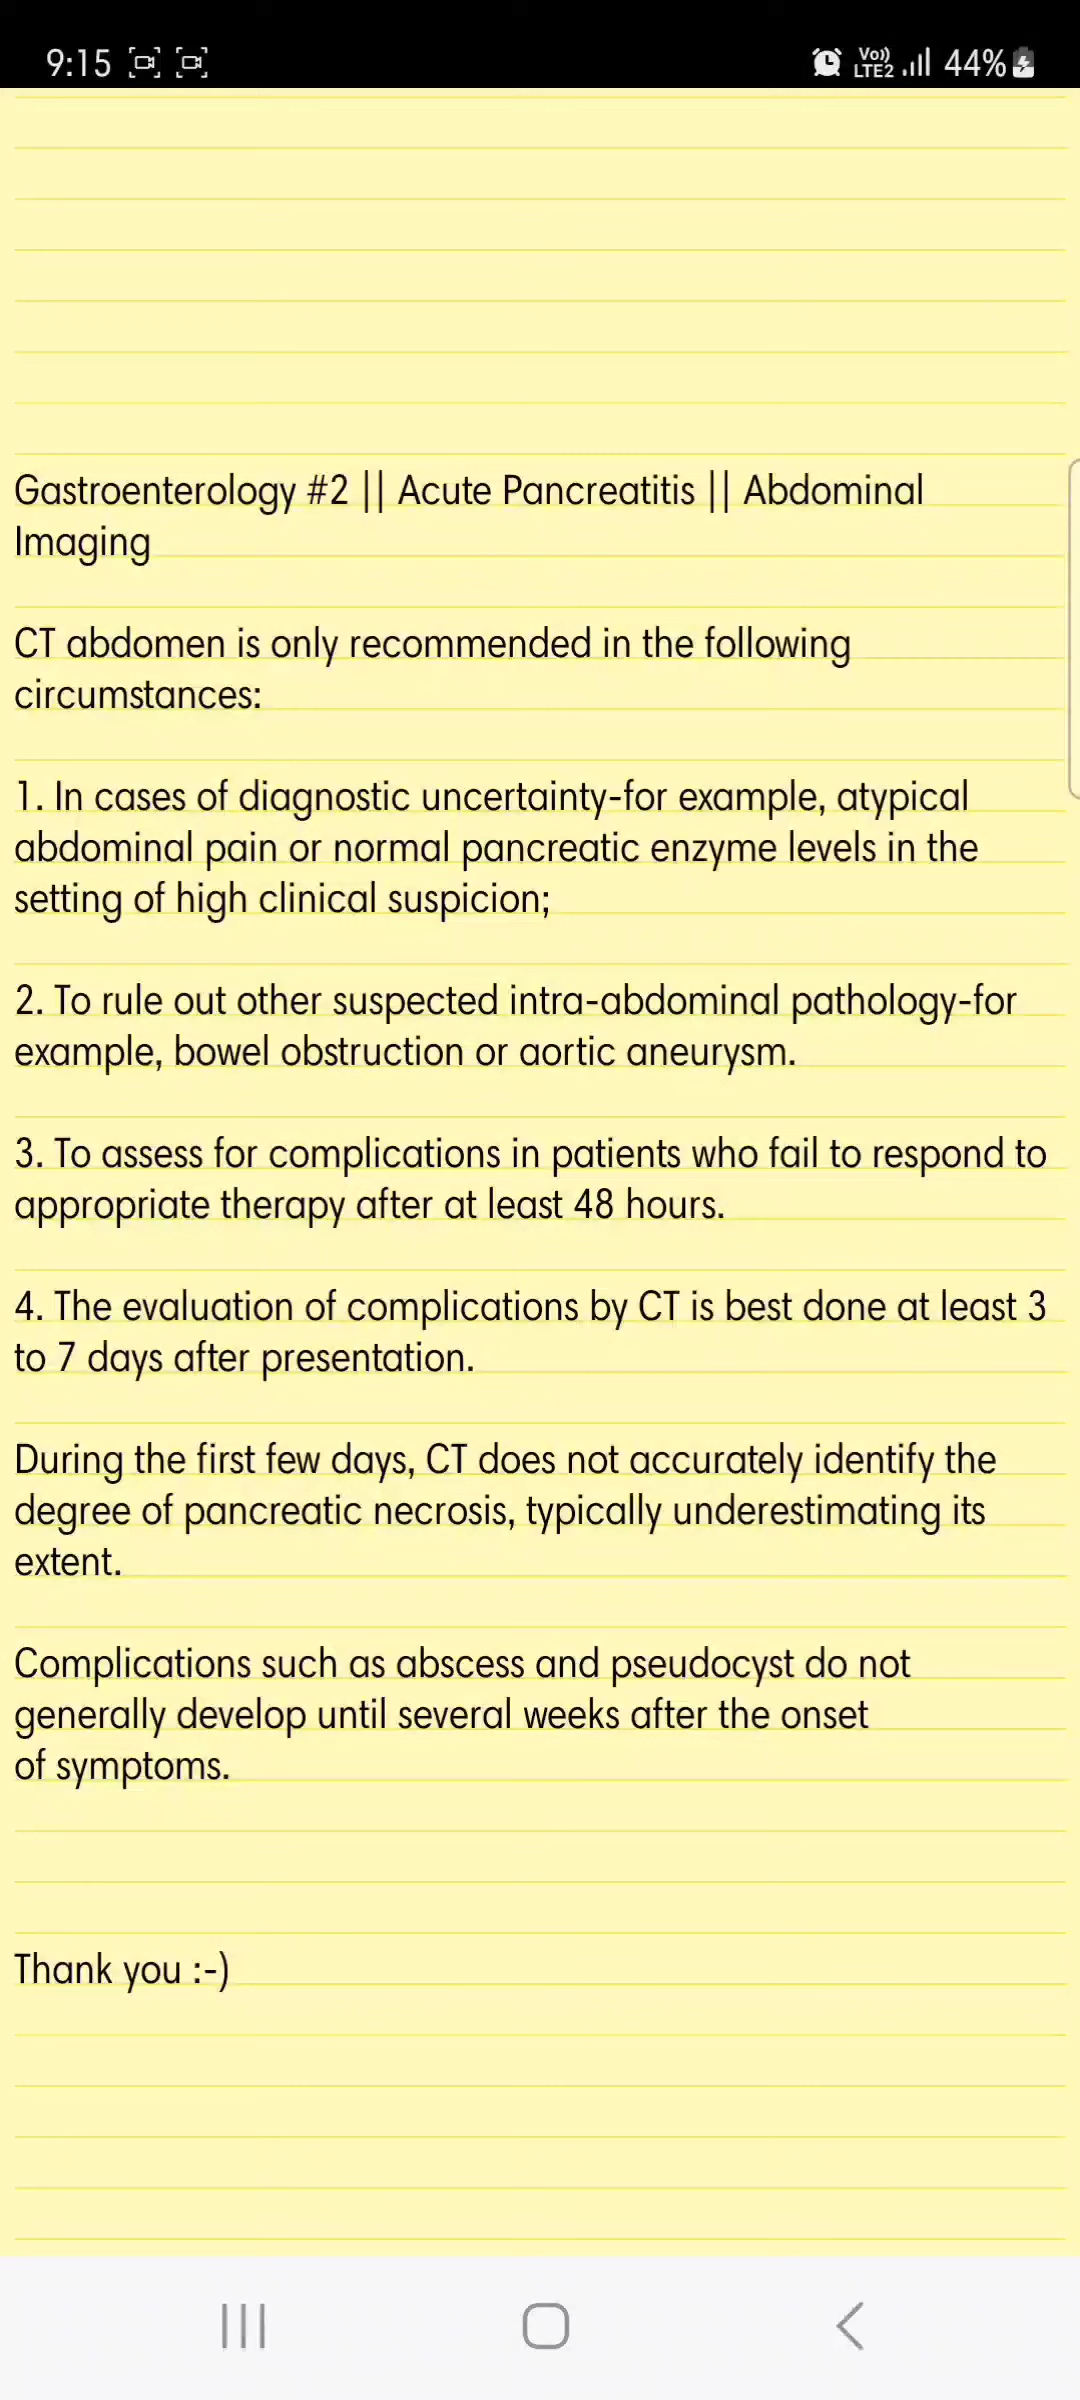 9:15
Vo))
LTE2
44%
Gastroenterology #2 || Acute Pancreatitis || Abdominal
Imaging
CT abdomen is only recommended in the following
circumstances:
1. In cases of diagnostic uncertainty-for example, atypical
abdominal pain or normal pancreatic enzyme levels in the
setting of high clinical suspicion;
2. To rule out other suspected intra-abdominal pathology-for
example, bowel obstruction or aortic aneurysm.
3. To assess for complications in patients who fail to respond to
appropriate therapy after at least 48 hours.
4. The evaluation of complications by CT is best done at least 3
to 7 days after presentation.
During the first few days, CT does not accurately identify the
degree of pancreatic necrosis, typically underestimating its
extent.
Complications such as abscess and pseudocyst do not
generally develop until several weeks after the onset
of symptoms.
Thank you :-)